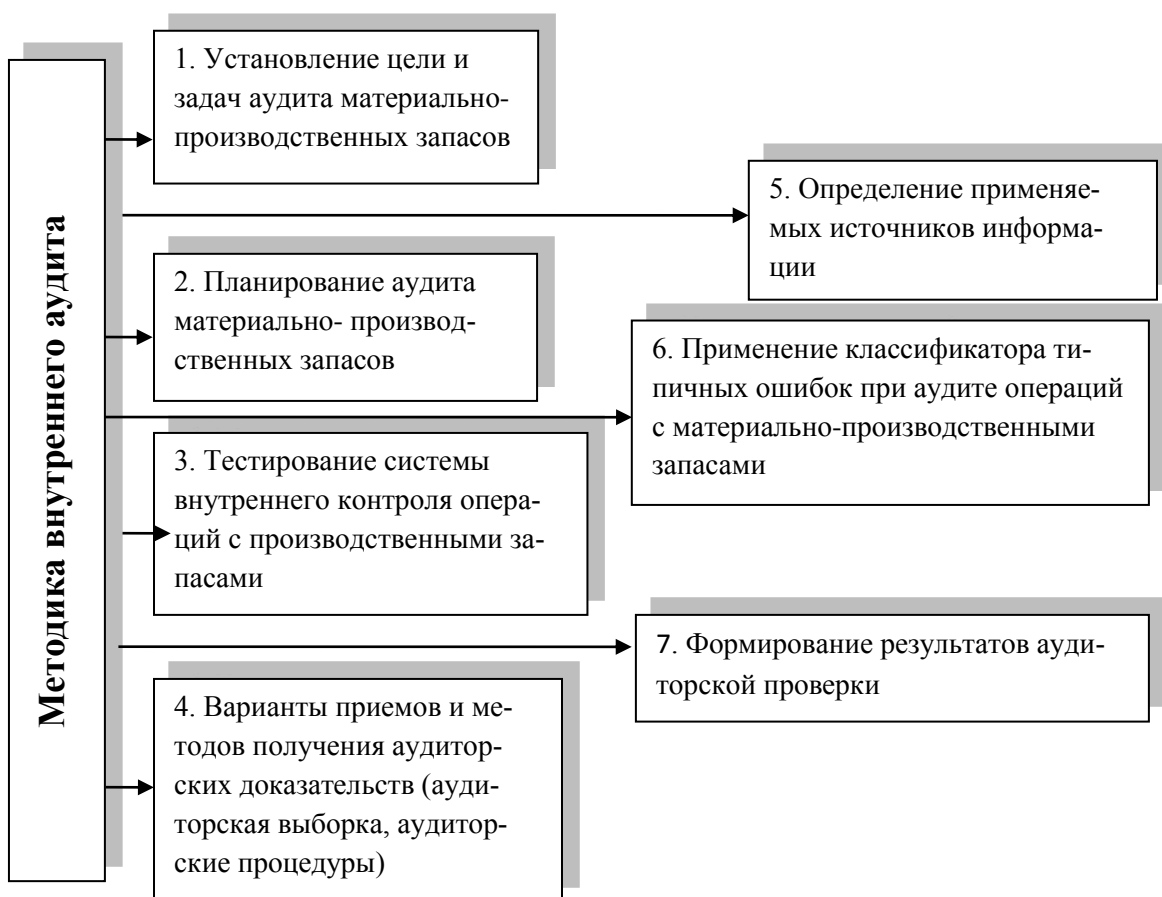 Методика внутреннего аудита
1. Установление цели и
задач аудита материально-
производственных запасов
2. Планирование аудита
материально- производ-
ственных запасов
3. Тестирование системы
внутреннего контроля опера-
ций с производственными за-
пасами
4. Варианты приемов и ме-
тодов получения аудитор-
ских доказательств (ауди-
торская выборка, аудитор-
ские процедуры)
5. Определение применяе-
мых источников информа-
ции
6. Применение классификатора ти-
пичных ошибок при аудите операций
с материально-производственными
запасами
7. Формирование результатов ауди-
торской проверки